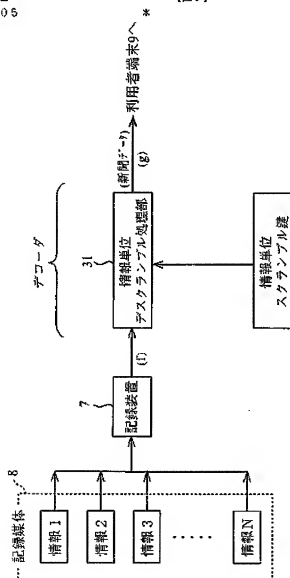 05
*
デコーダ
8
記録媒体
情報1
情報2
情報3
・・・・・
情報N
7
記録装置
(f)
31
情報単位
デスクランブル処理部
(新聞データ)
(g)
利用者端末9へ
情報単位
スクランブル鍵